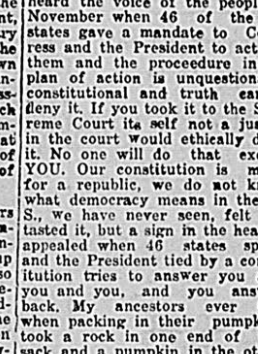 heard the voice of the people
November when 46 of the
states gave a mandate to C
ress and the President to act
them and the proceedure in
plan of action is unquestion
constitutional and truth can
deny it. If you took it to the S
reme Court its self not a jus
in the court would ethically d
it. No one will do that exc
YOU. Our constitution is m
for a republic, we do not kn
what democracy means in the
S., we have never seen, felt
tasted it, but a sign in the hea
appealed when 46 states sp
and the President tied by a con
itution tries to answer you
you and you, and you ans
back. My ancestors ever
when packing in their pumpk
took a rock in one end of
sack and a pumpkin in the ot